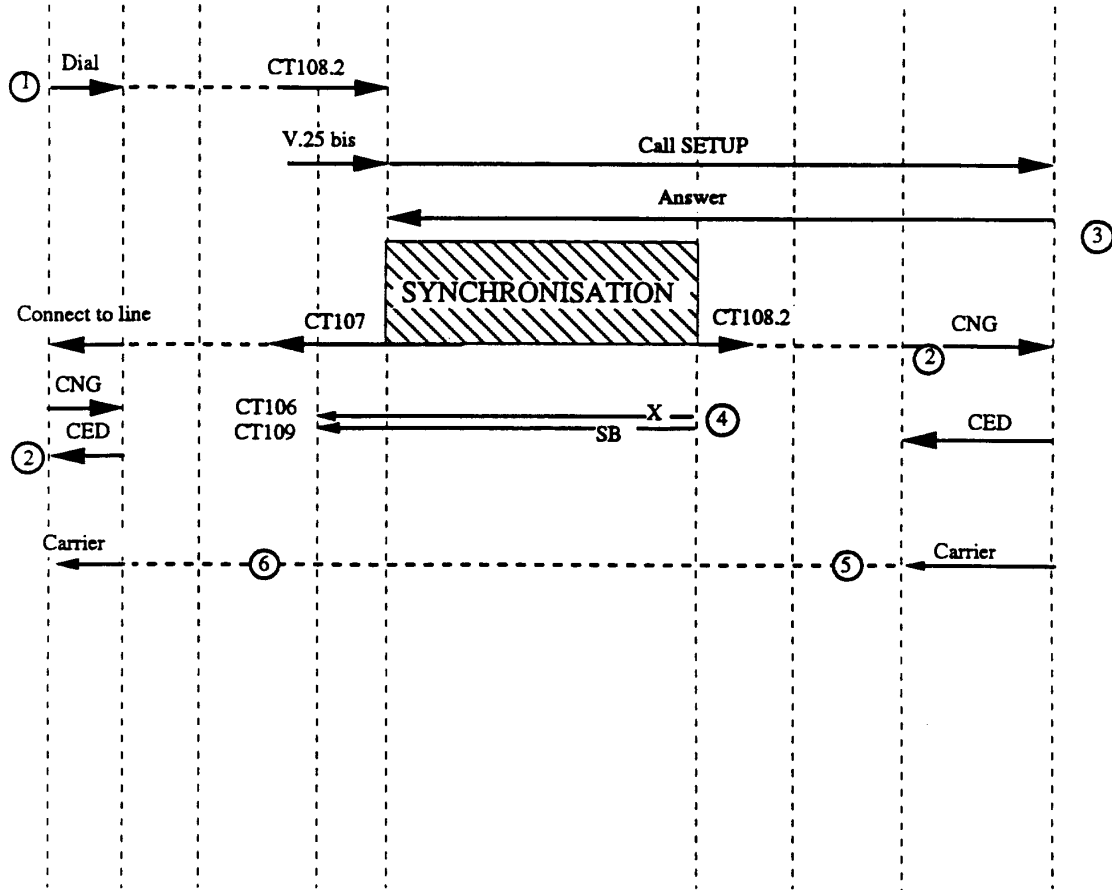 Dial
CT108.2
1
V.25 bis
Call SETUP
Answer
3
SYNCHRONISATION
Connect to line
CT107
CT108.2
CNG
2
CNG
CT106
X
4
CED
CT109
SB
CED
2
Carrier
6
5
Carrier